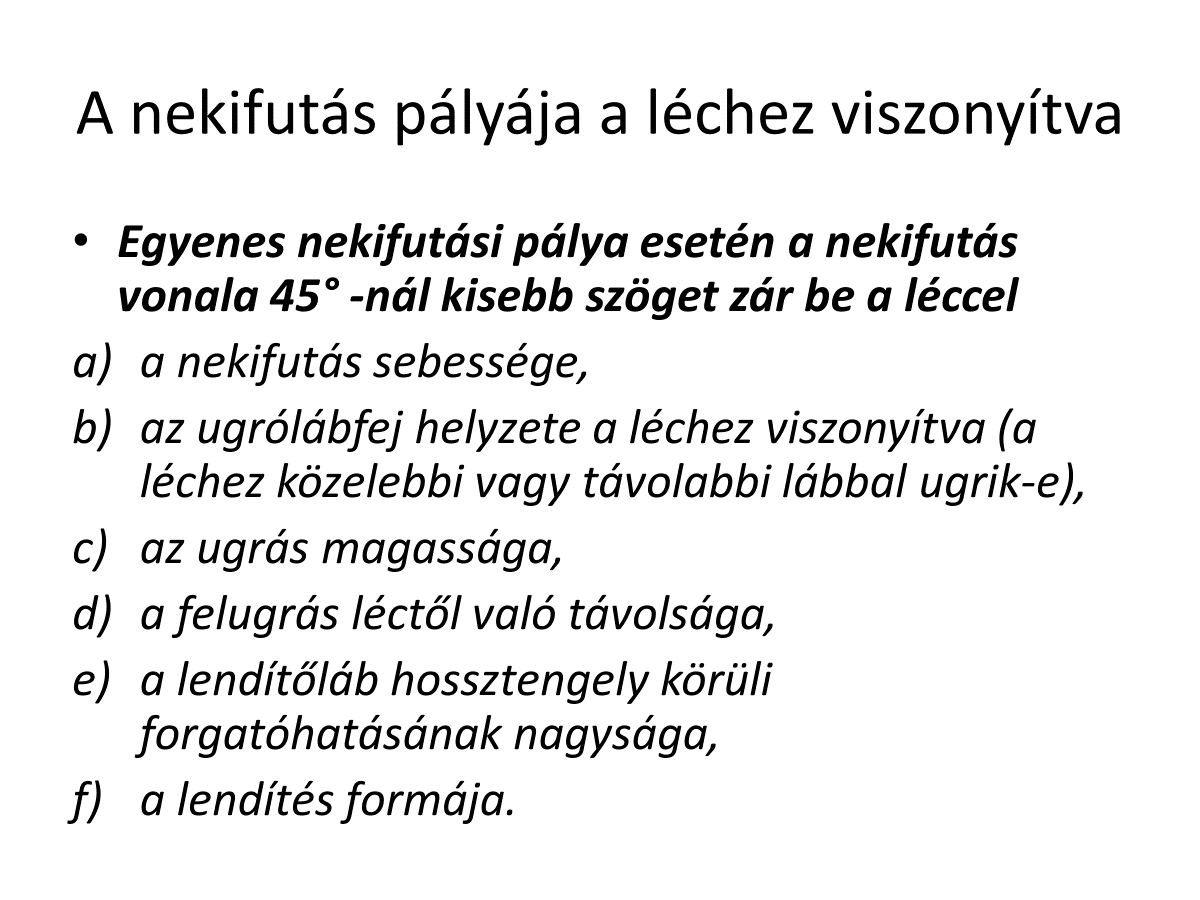 A nekifutás pályája a léchez viszonyítva
• Egyenes nekifutási pálya esetén a nekifutás
vonala 45° -nál kisebb szöget zár be a léccel
a) a nekifutás sebessége,
b) az ugrólábfej helyzete a léchez viszonyítva (a
léchez közelebbi vagy távolabbi lábbal ugrik-e),
c) az ugrás magassága,
d) a felugrás léctől való távolsága,
e) a lendítőláb hossztengely körüli
forgatóhatásának nagysága,
f) a lendítés formája.